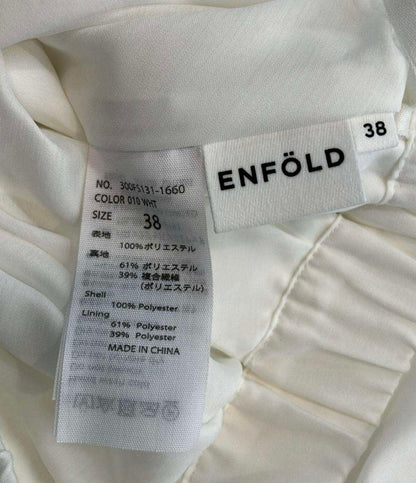 ENFÖLD
38
NO. 300FS131-1660
COLOR 010 WHT
SIZE 38
表地
100%ポリエステル
裏地
61% ポリエステル
39% 複合繊維
(ポリエステル)
Shell
100% Polyester
Lining
61% Polyester
39% Polyester
MADE IN CHINA